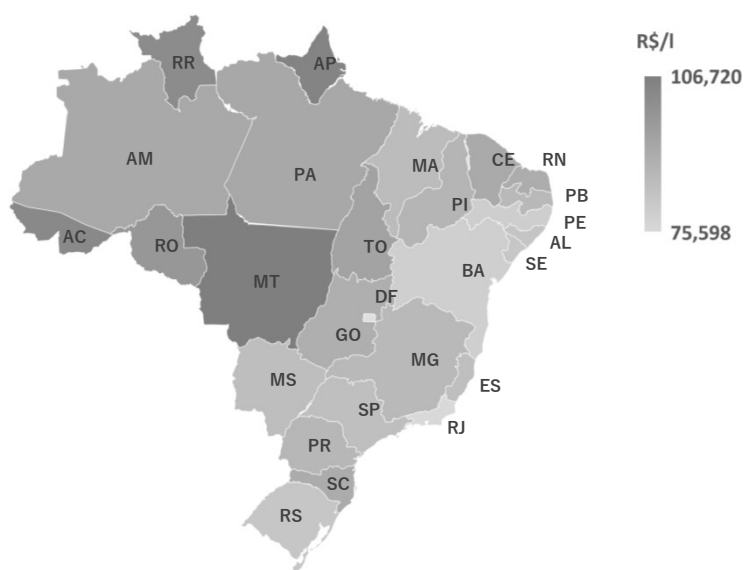 R$/l
106,720
75,598
RR
AP
AM
PA
MA
CE
RN
PB
PI
PE
AL
SE
AC
RO
TO
BA
MT
DF
GO
MG
MS
ES
SP
RJ
PR
SC
RS